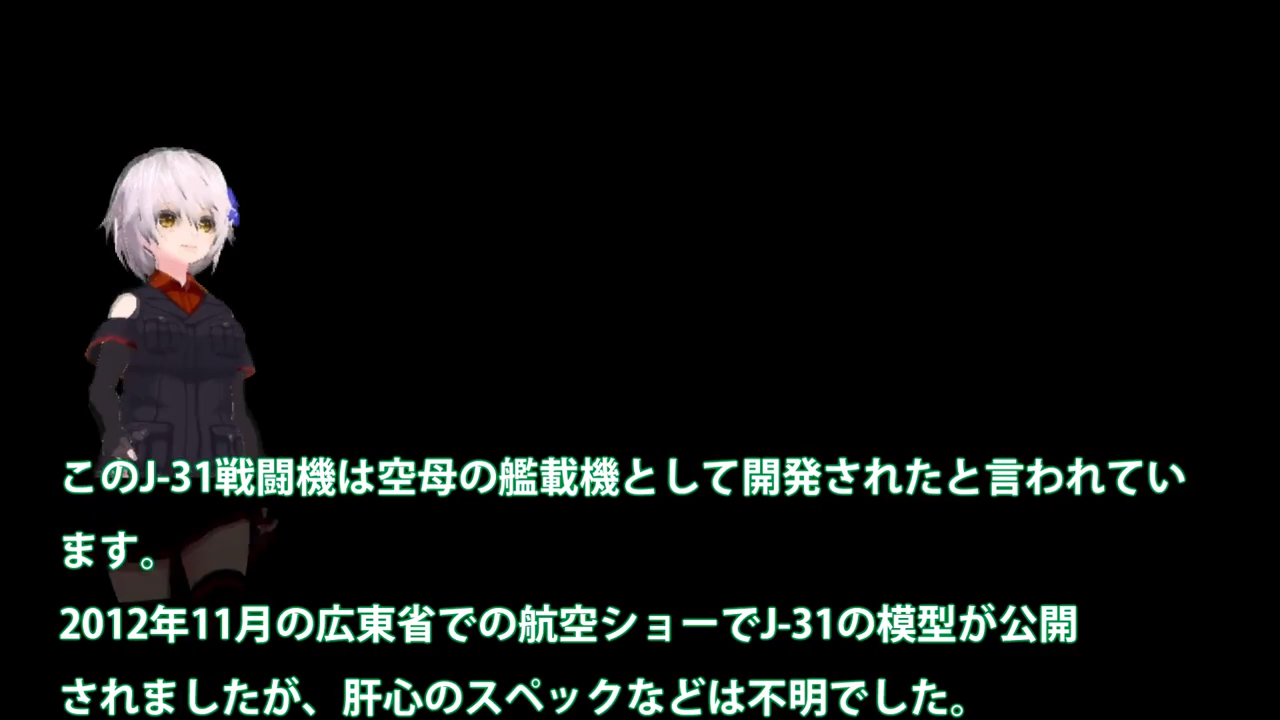 このJ-31戦闘機は空母の艦載機として開発されたと言われてい
ます。
2012年11月の広東省での航空ショーでJ-31の模型が公開
されましたが、肝心のスペックなどは不明でした。